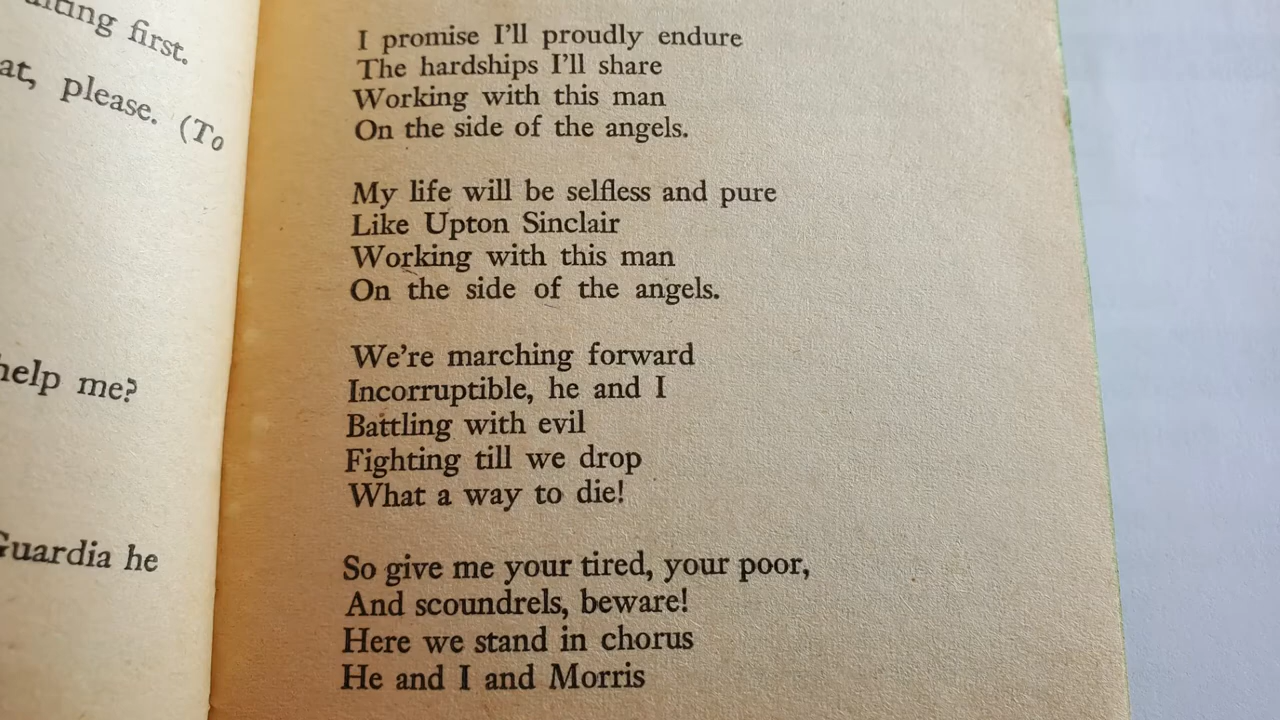 first.
at, please. (To
help me?
Guardia he
I promise I'll proudly endure
The hardships I'll share
Working with this man
On the side of the angels.
My life will be selfless and pure
Like Upton Sinclair
Working with this man
On the side of the angels.
We're marching forward
Incorruptible, he and I
Battling with evil
Fighting till we drop
What a way to die!
So give me your tired, your poor,
And scoundrels, beware!
Here we stand in chorus
He and I and Morris